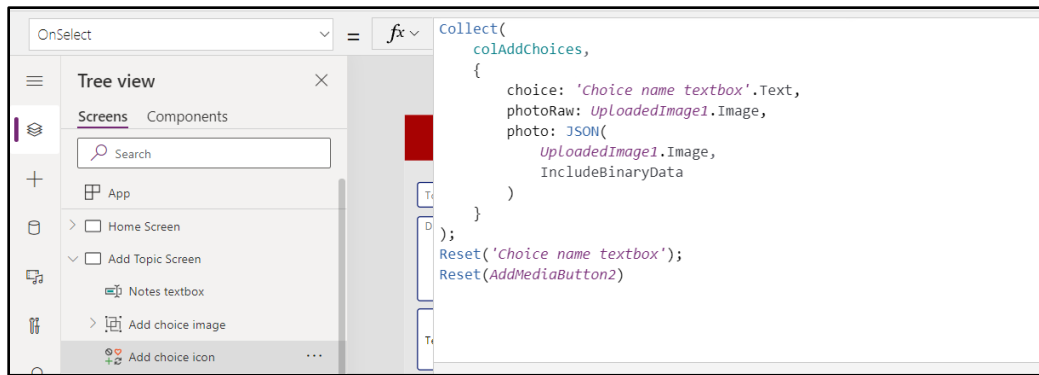 OnSelect
= fx
Collect(
colAddChoices,
{
choice: 'Choice name textbox'.Text,
photoRaw: UploadedImage1.Image,
photo: JSON(
UploadedImage1.Image,
IncludeBinaryData
)
}
);
Reset('Choice name textbox');
Reset(AddMediaButton2)
Tree view
Screens Components
Search
App
Home Screen
Add Topic Screen
Notes textbox
Add choice image
Add choice icon ...